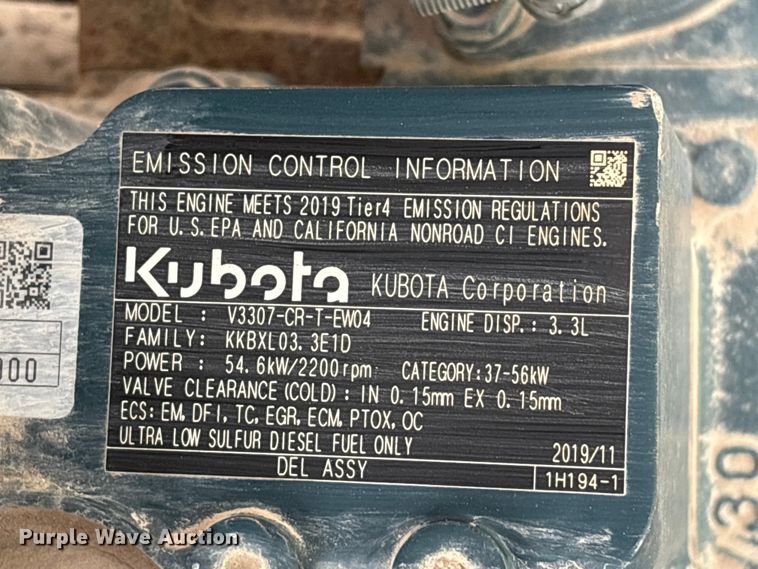 EMISSION CONTROL INFORMATION
THIS ENGINE MEETS 2019 Tier4 EMISSION REGULATIONS
FOR U.S.EPA AND CALIFORNIA NONROAD CI ENGINES.
Kubota KUBOTA Corporation
MODEL : V3307-CR-T-EW04 ENGINE DISP.: 3.3L
FAMILY: KKBXL03.3E1D
POWER : 54.6kW/2200rpm CATEGORY:37-56kW
VALVE CLEARANCE(COLD): IN 0.15mm EX 0.15mm
ECS: EM, DFI, TC, EGR, ECM, PTOX, OC
ULTRA LOW SULFUR DIESEL FUEL ONLY 2019/11
DEL ASSY 1H194-1
000
/30
Purple Wave Auction